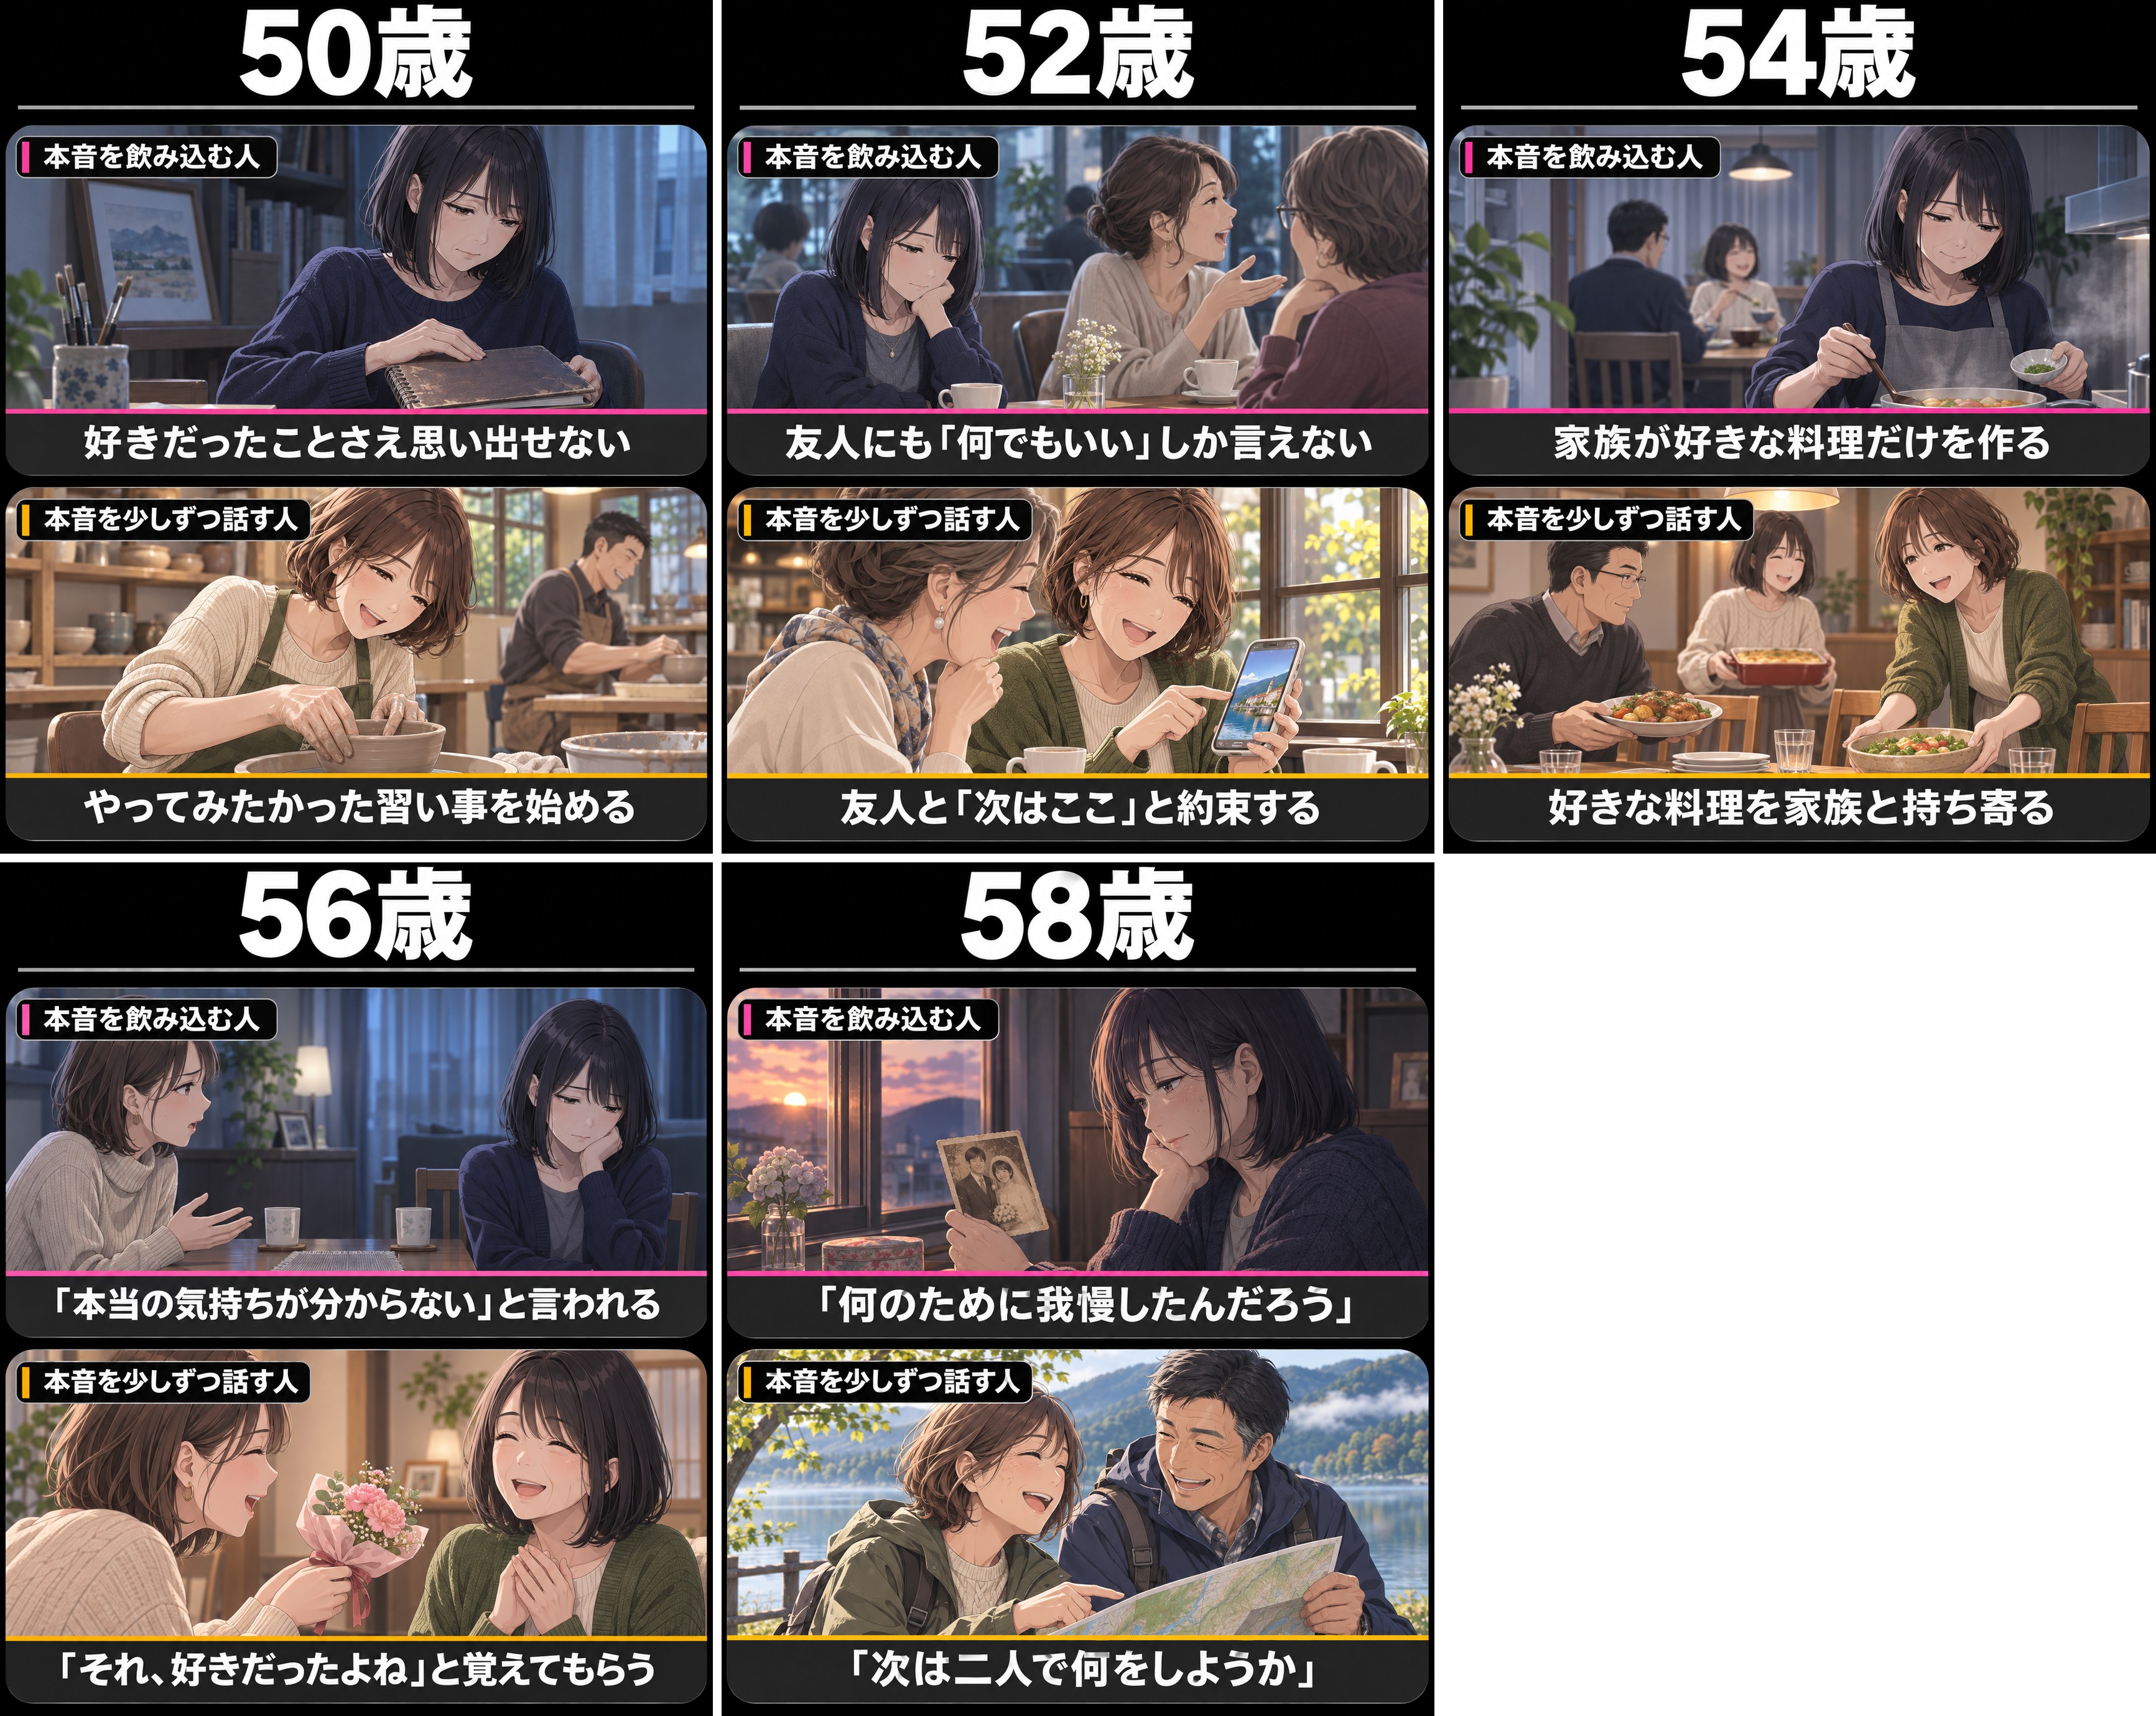 50歳
本音を飲み込む人
好きだったことさえ思い出せない
本音を少しずつ話す人
やってみたかった習い事を始める
52歳
本音を飲み込む人
友人にも「何でもいい」しか言えない
本音を少しずつ話す人
友人と「次はここ」と約束する
54歳
本音を飲み込む人
家族が好きな料理だけを作る
本音を少しずつ話す人
好きな料理を家族と持ち寄る
56歳
本音を飲み込む人
「本当の気持ちが分からない」と言われる
本音を少しずつ話す人
「それ、好きだったよね」と覚えてもらう
58歳
本音を飲み込む人
「何のために我慢したんだろう」
本音を少しずつ話す人
「次は二人で何をしようか」